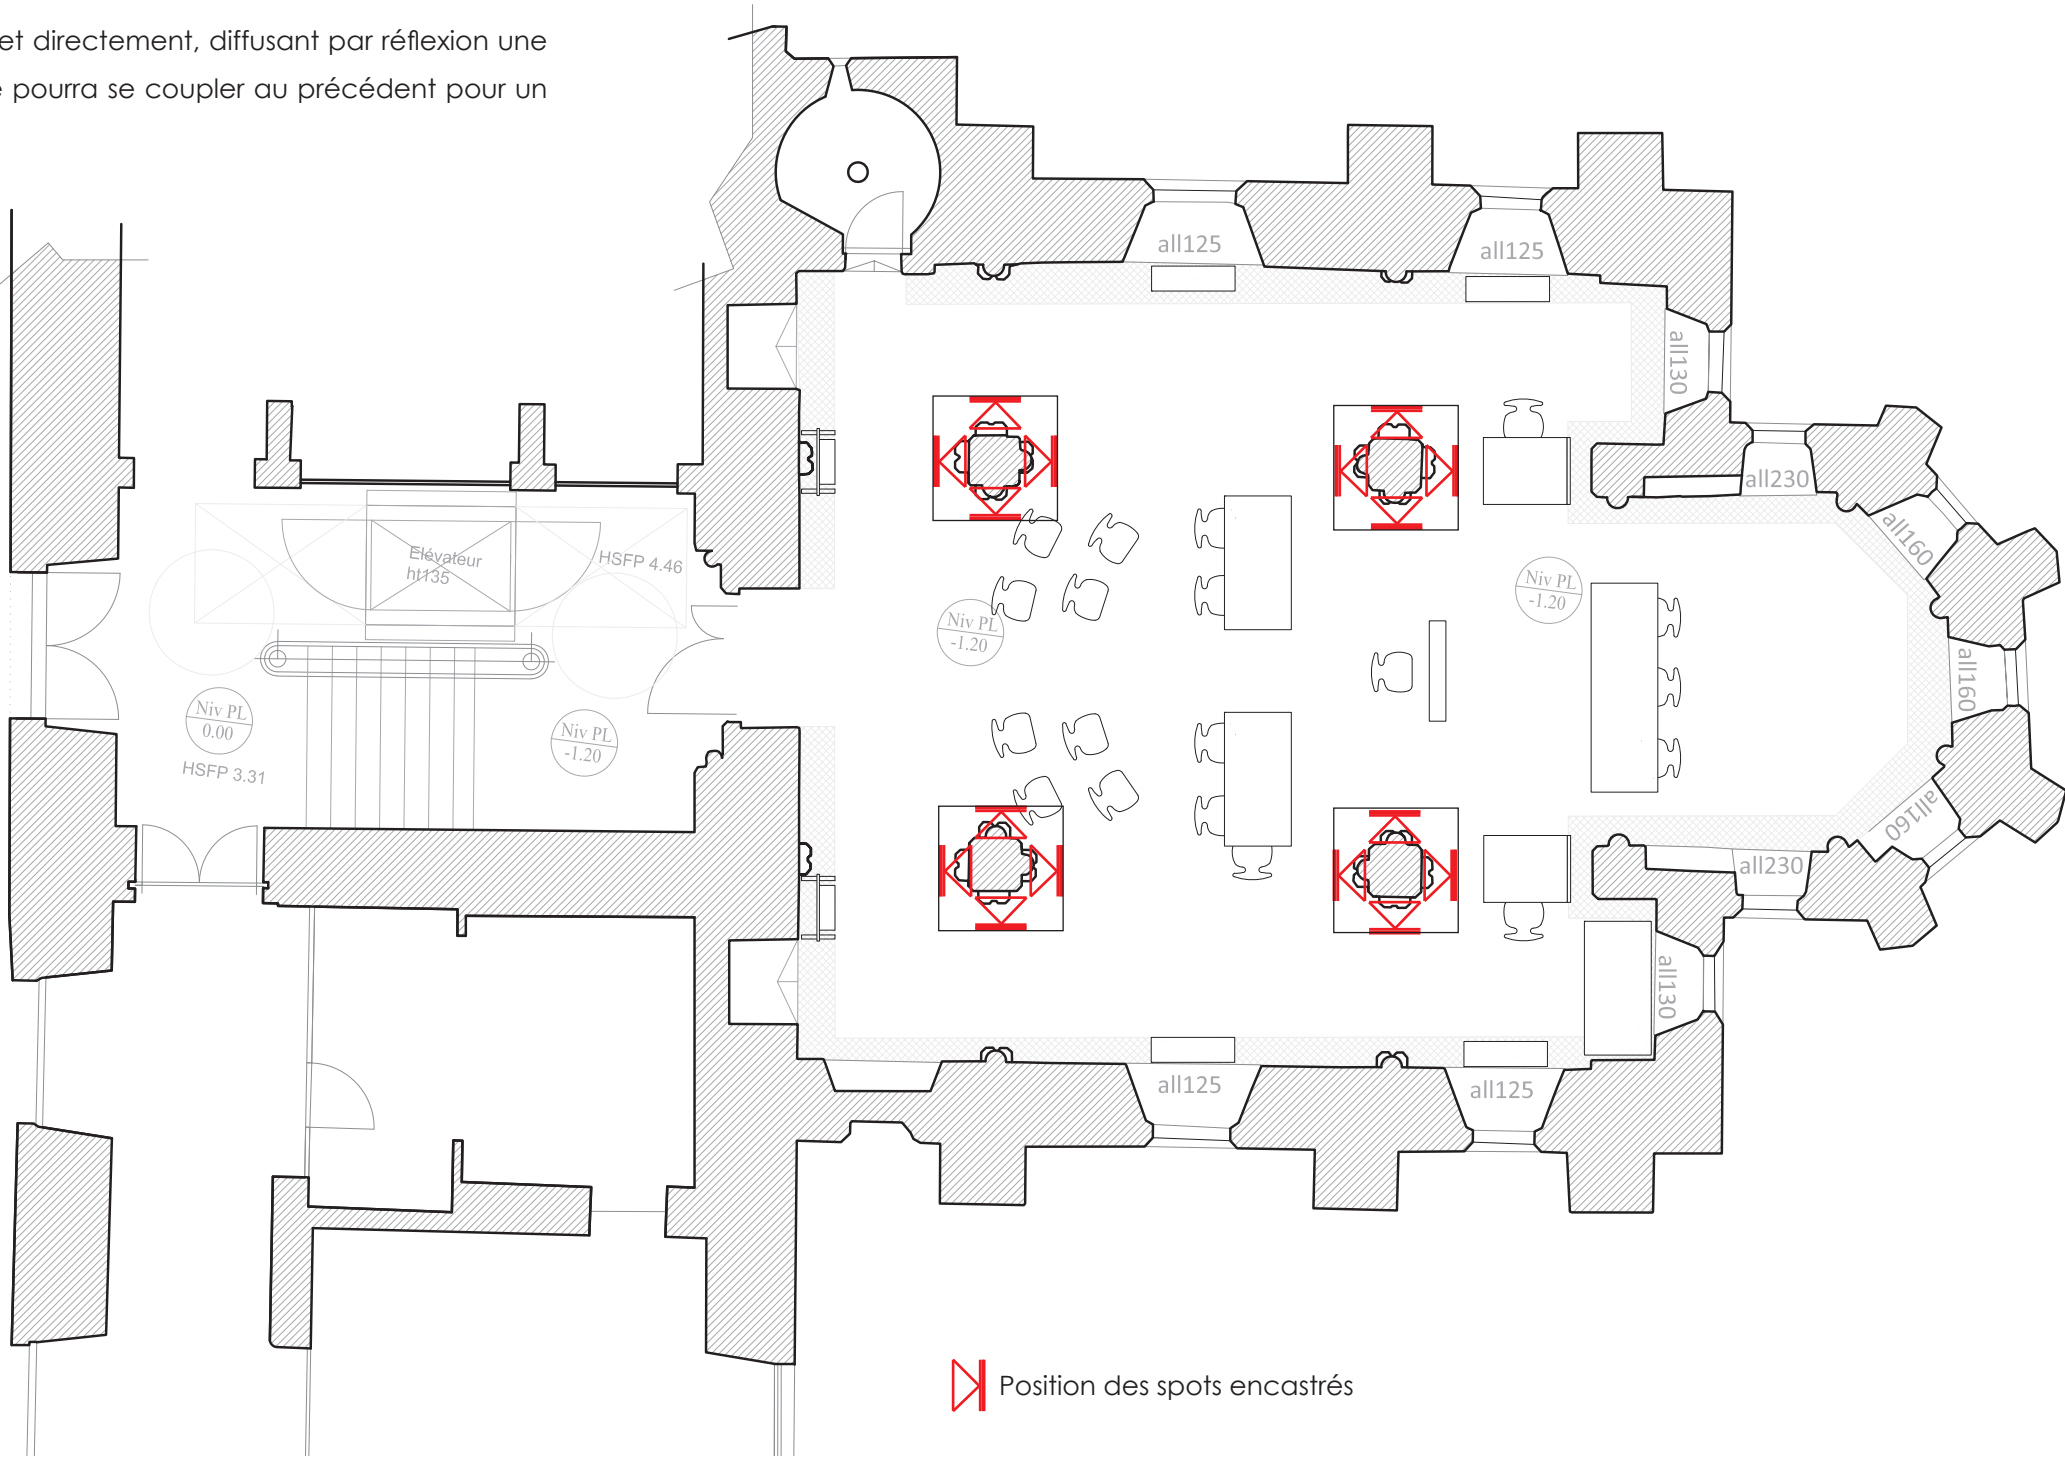 et directement, diffusant par réflexion une
pourra se coupler au précédent pour un
all125
all125
all130
all230
all160
Elévateur
ht135
HSFP 4.46
Niv PL
-1.20
Niv PL
-1.20
all160
Niv PL
0.00
Niv PL
-1.20
HSFP 3.31
all160
all230
all130
all125
all125
Position des spots encastrés